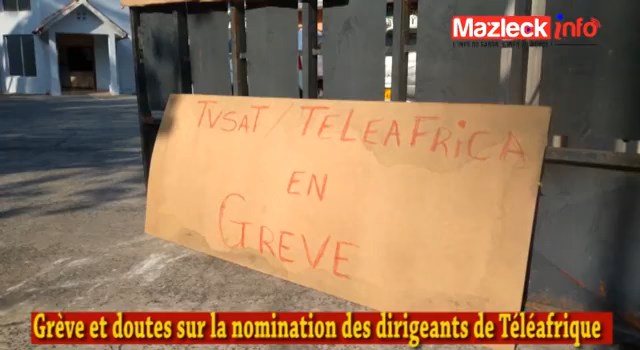 Mazleck info
TVSAT / TELEAFRiCA
EN
GREVE
Grève et doutes sur la nomination des dirigeants de Téléafrique